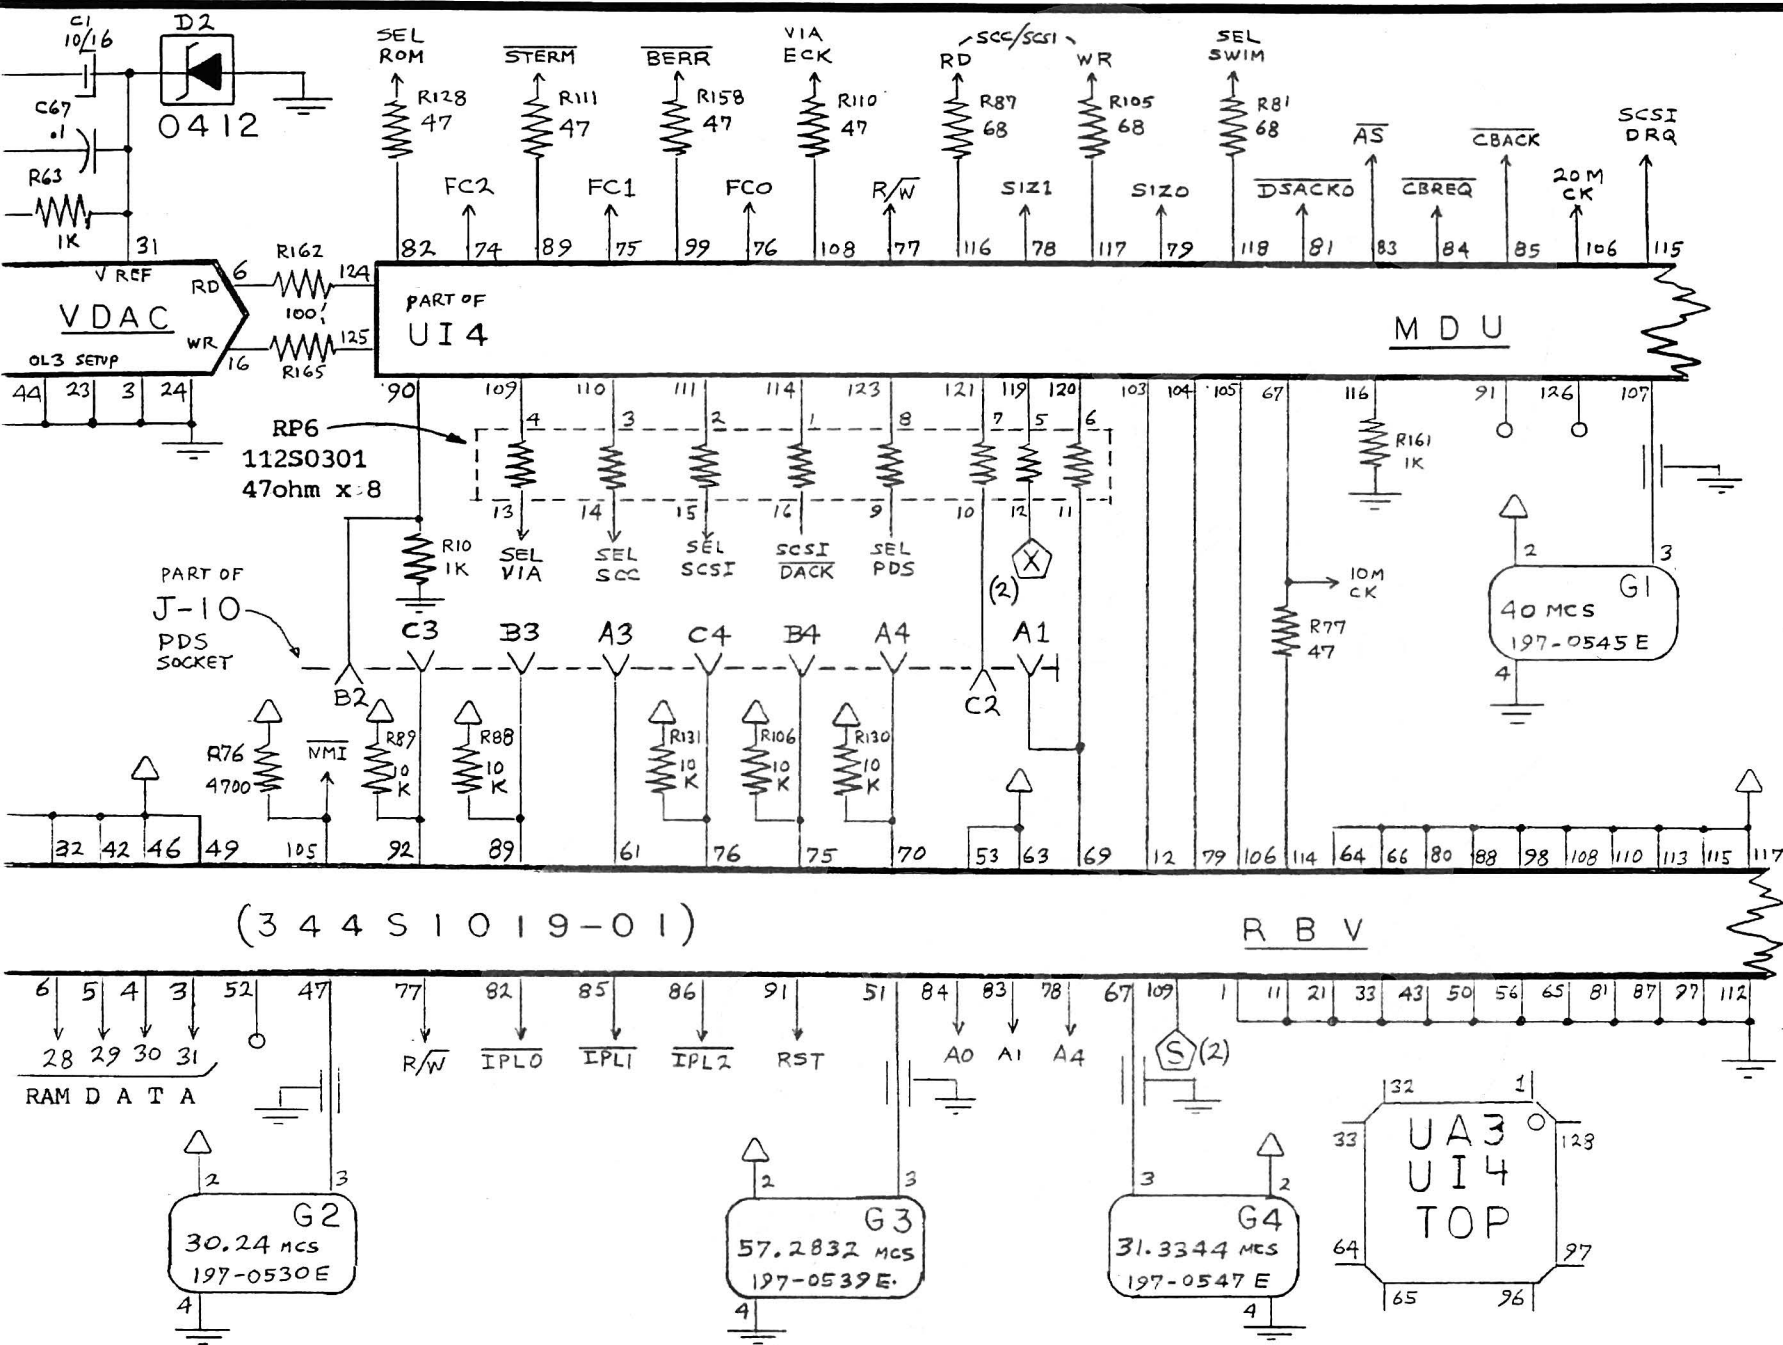 C1
10/16
D2
0412
C67
.1
R63
1K
31
SEL
ROM
R128
47
STERM
R111
47
BERR
R158
47
VIA
ECK
R110
47
SCC/SCSI
RD
WR
R87
68
R105
68
SEL
SWIM
R81
68
SCSI
DRQ
FC2
FC1
FC0
R/W
SIZ1
SIZ0
DSACK0
AS
CBREQ
CBACK
20M
CK
82 74 89 75 99 76 108 77 116 78 117 79 118 81 83 84 85 106 115
V REF
VDAC
RD
WR
OL3 SETUP
6
16
R162
100
R165
124
125
PART OF
UI4
MDU
44 23 3 24
90 109 110 111 114 123 121 119 120 103 104 105 67 116 91 126 107
RP6
112S0301
47ohm x 8
4 3 2 1 8 7 5 6
13 14 15 16 9 10 12 11
R10
1K
SEL
VIA
SEL
SCC
SEL
SCSI
SCSI
DACK
SEL
PDS
X
(2)
R161
1K
10M
CK
R77
47
2
3
G1
40 MCS
197-0545E
4
PART OF
J-10
PDS
SOCKET
B2
C3 B3 A3 C4 B4 A4
C2
A1
R76
4700
NMI
R89
10
K
R88
10
K
R131
10
K
R106
10
K
R130
10
K
32 42 46 49 105 92 89 61 76 75 70 53 63 69 12 79 106 114 64 66 80 88 98 108 110 113 115 117
(344S1019-01)
RBV
6 5 4 3 52 47 77 82 85 86 91 51 84 83 78 67 109 1 11 21 33 43 50 56 65 81 87 97 112
28 29 30 31
RAM DATA
R/W
IPL0
IPL1
IPL2
RST
A0 A1 A4
S
(2)
2
3
G2
30.24 MCS
197-0530E
4
2
3
G3
57.2832 MCS
197-0539E
4
3
2
G4
31.3344 MCS
197-0547E
4
32
1
33
128
UA3
UI4
TOP
64
97
65
96